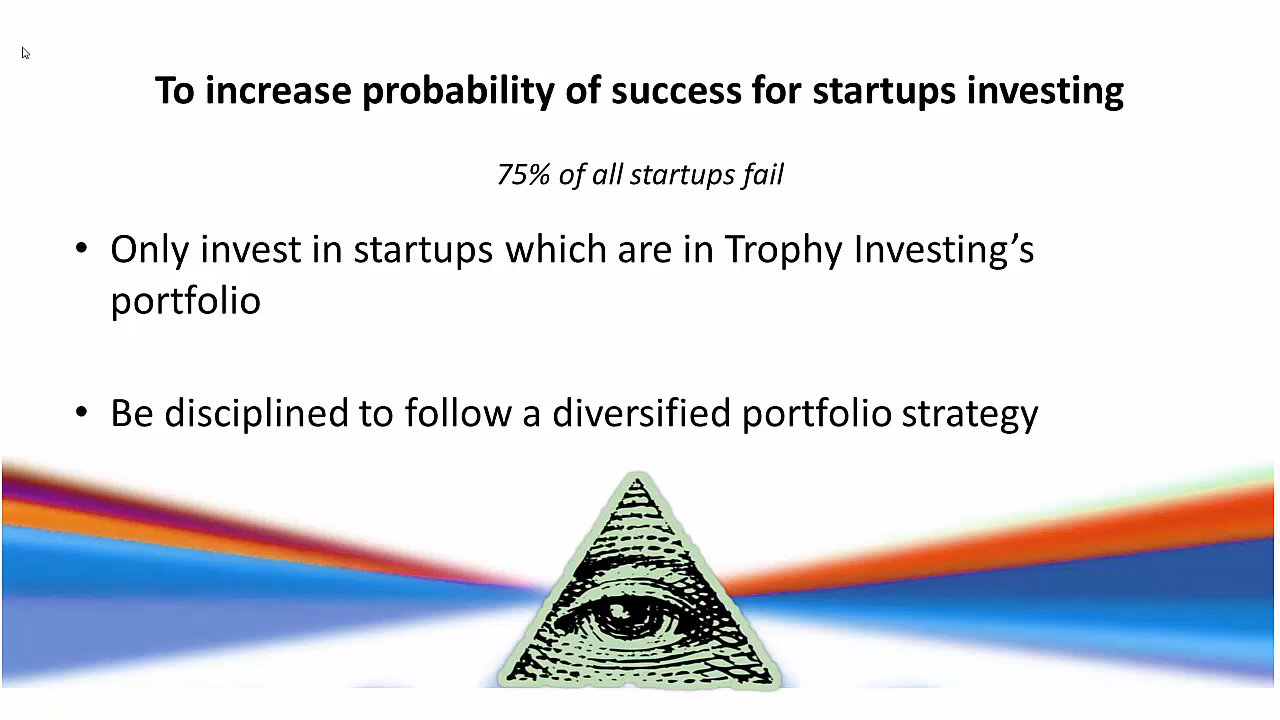 To increase probability of success for startups investing
75% of all startups fail
• Only invest in startups which are in Trophy Investing’s
portfolio
• Be disciplined to follow a diversified portfolio strategy